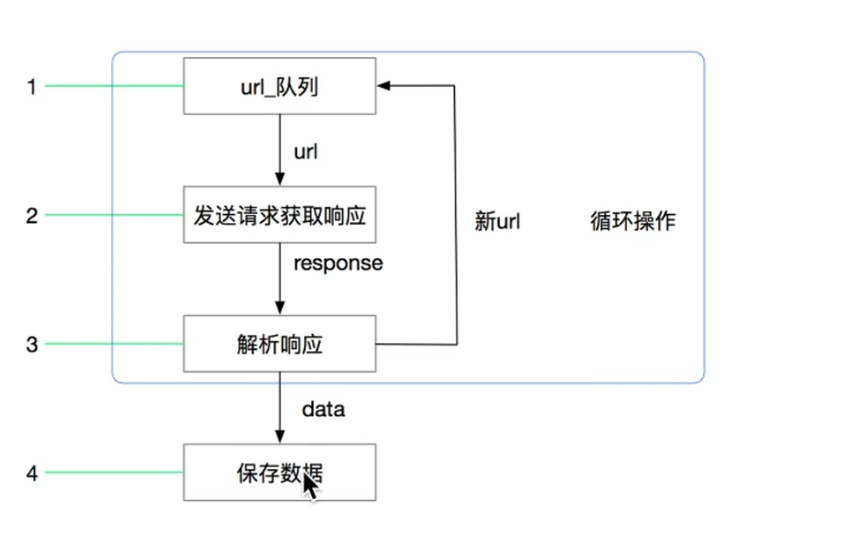 1
url_队列
url
2
发送请求获取响应
新url
循环操作
response
3
解析响应
data
4
保存数据